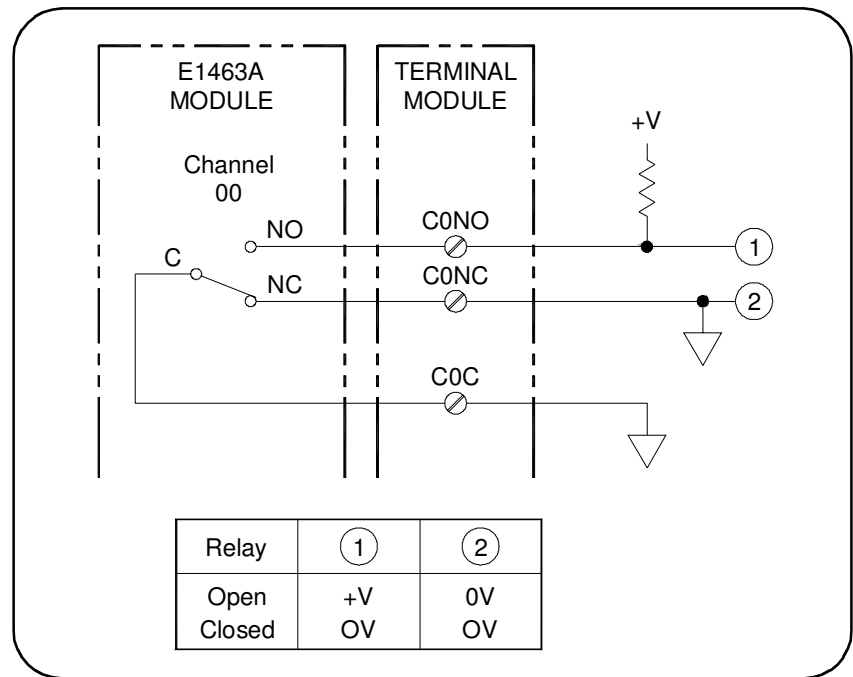 E1463A
MODULE
TERMINAL
MODULE
+V
Channel
00
NO
C0NO
1
C
NC
C0NC
2
C0C
Relay 1 2
Open +V 0V
Closed OV OV